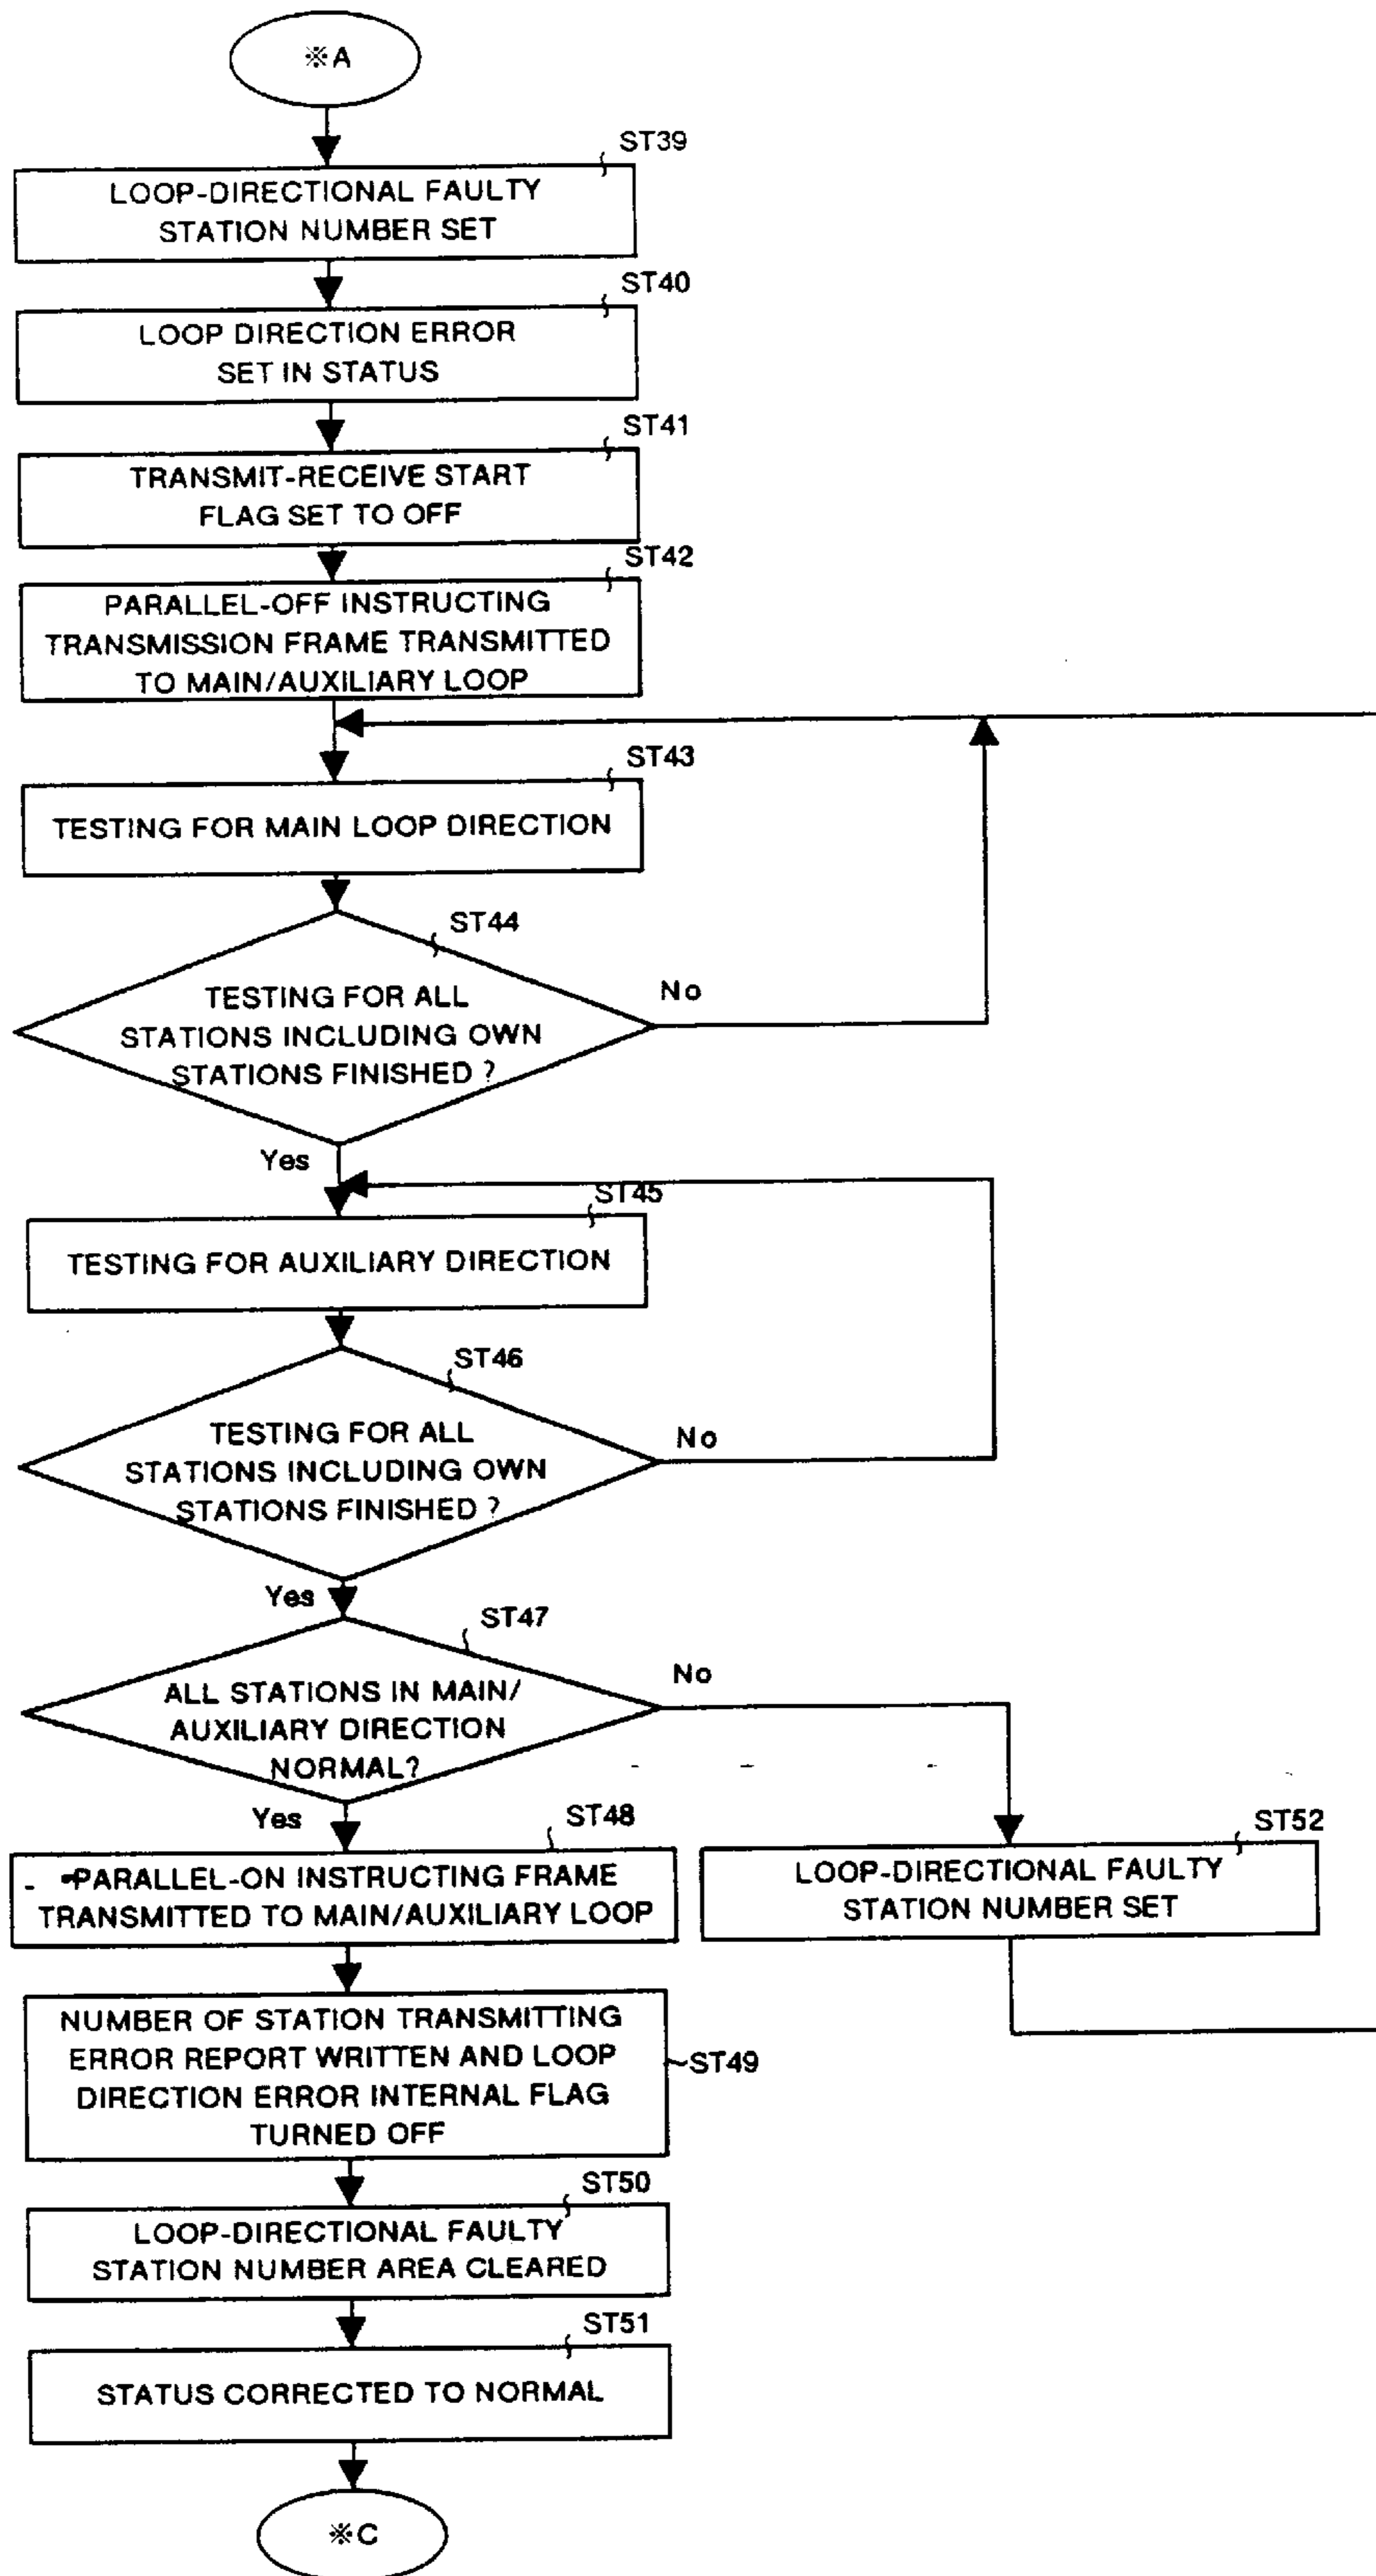 ※A
ST39
LOOP-DIRECTIONAL FAULTY
STATION NUMBER SET
ST40
LOOP DIRECTION ERROR
SET IN STATUS
ST41
TRANSMIT-RECEIVE START
FLAG SET TO OFF
ST42
PARALLEL-OFF INSTRUCTING
TRANSMISSION FRAME TRANSMITTED
TO MAIN/AUXILIARY LOOP
ST43
TESTING FOR MAIN LOOP DIRECTION
ST44
TESTING FOR ALL
STATIONS INCLUDING OWN
STATIONS FINISHED ?
No
Yes
ST45
TESTING FOR AUXILIARY DIRECTION
ST46
TESTING FOR ALL
STATIONS INCLUDING OWN
STATIONS FINISHED ?
No
Yes
ST47
ALL STATIONS IN MAIN/
AUXILIARY DIRECTION
NORMAL?
No
Yes
ST48
PARALLEL-ON INSTRUCTING FRAME
TRANSMITTED TO MAIN/AUXILIARY LOOP
ST52
LOOP-DIRECTIONAL FAULTY
STATION NUMBER SET
NUMBER OF STATION TRANSMITTING
ERROR REPORT WRITTEN AND LOOP
DIRECTION ERROR INTERNAL FLAG
TURNED OFF
ST49
ST50
LOOP-DIRECTIONAL FAULTY
STATION NUMBER AREA CLEARED
ST51
STATUS CORRECTED TO NORMAL
※C